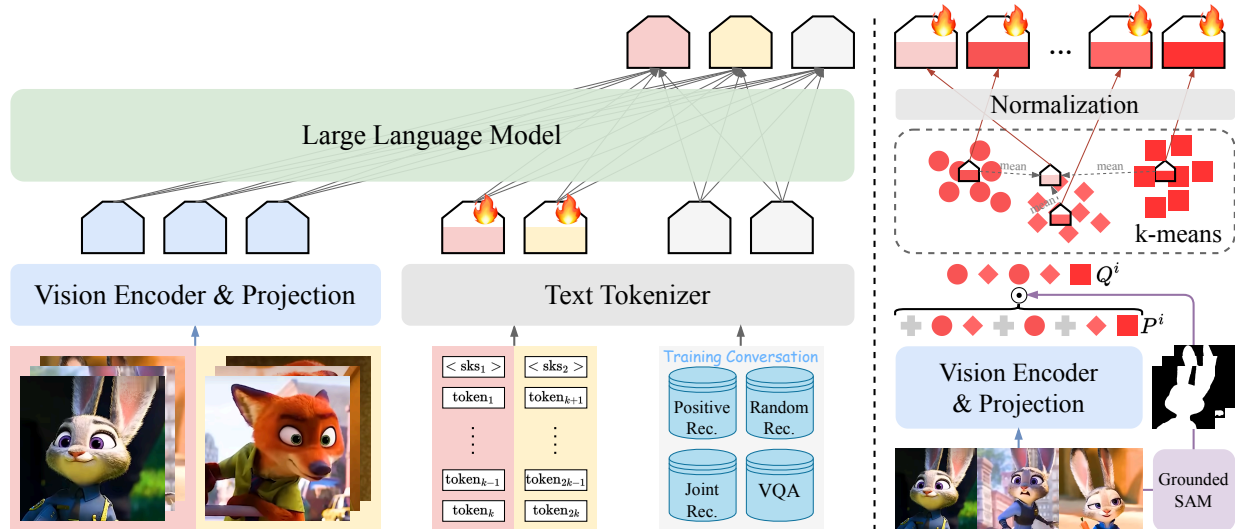 Large Language Model
Vision Encoder & Projection
Text Tokenizer
< sks₁ >
< sks₂ >
token₁
tokenₖ₊₁
⋮
⋮
tokenₖ₋₁
token₂ₖ₋₁
tokenₖ
token₂ₖ
Training Conversation
Positive
Rec.
Random
Rec.
Joint
Rec.
VQA
...
Normalization
mean
mean
mean
k-means
Qⁱ
Pⁱ
Vision Encoder
& Projection
Grounded
SAM